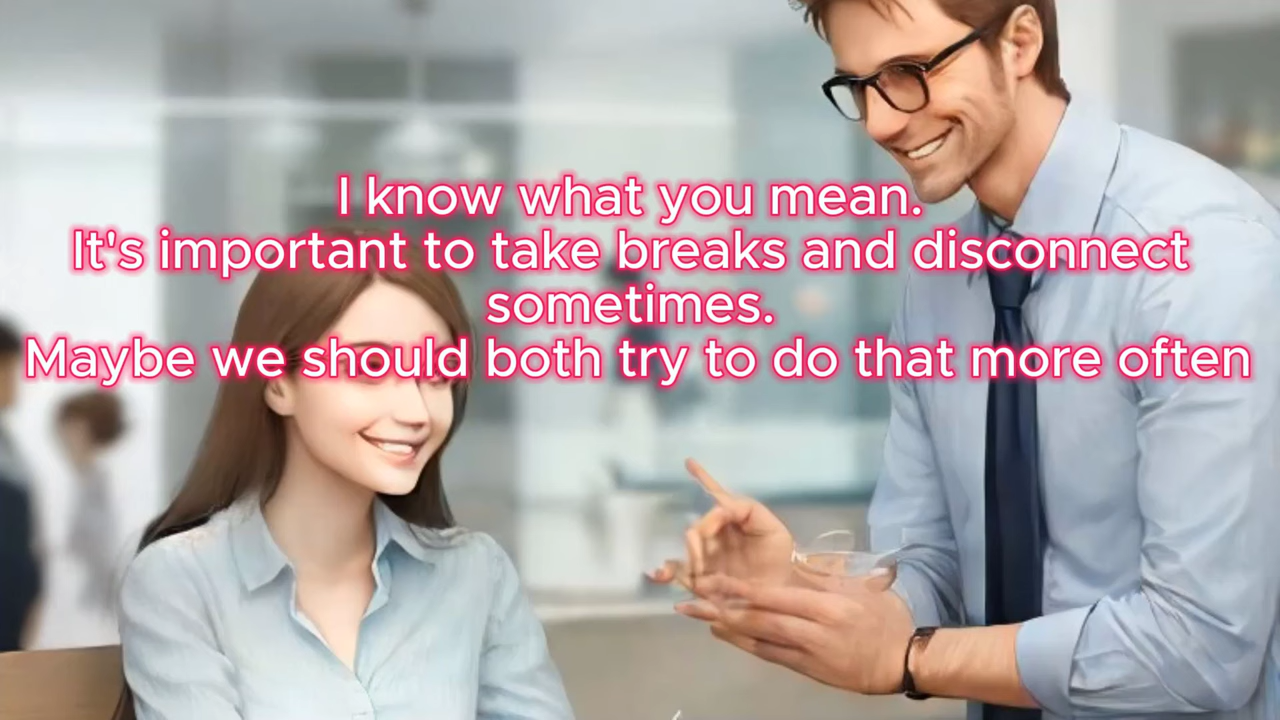 I know what you mean.
It's important to take breaks and disconnect
sometimes.
Maybe we should both try to do that more often